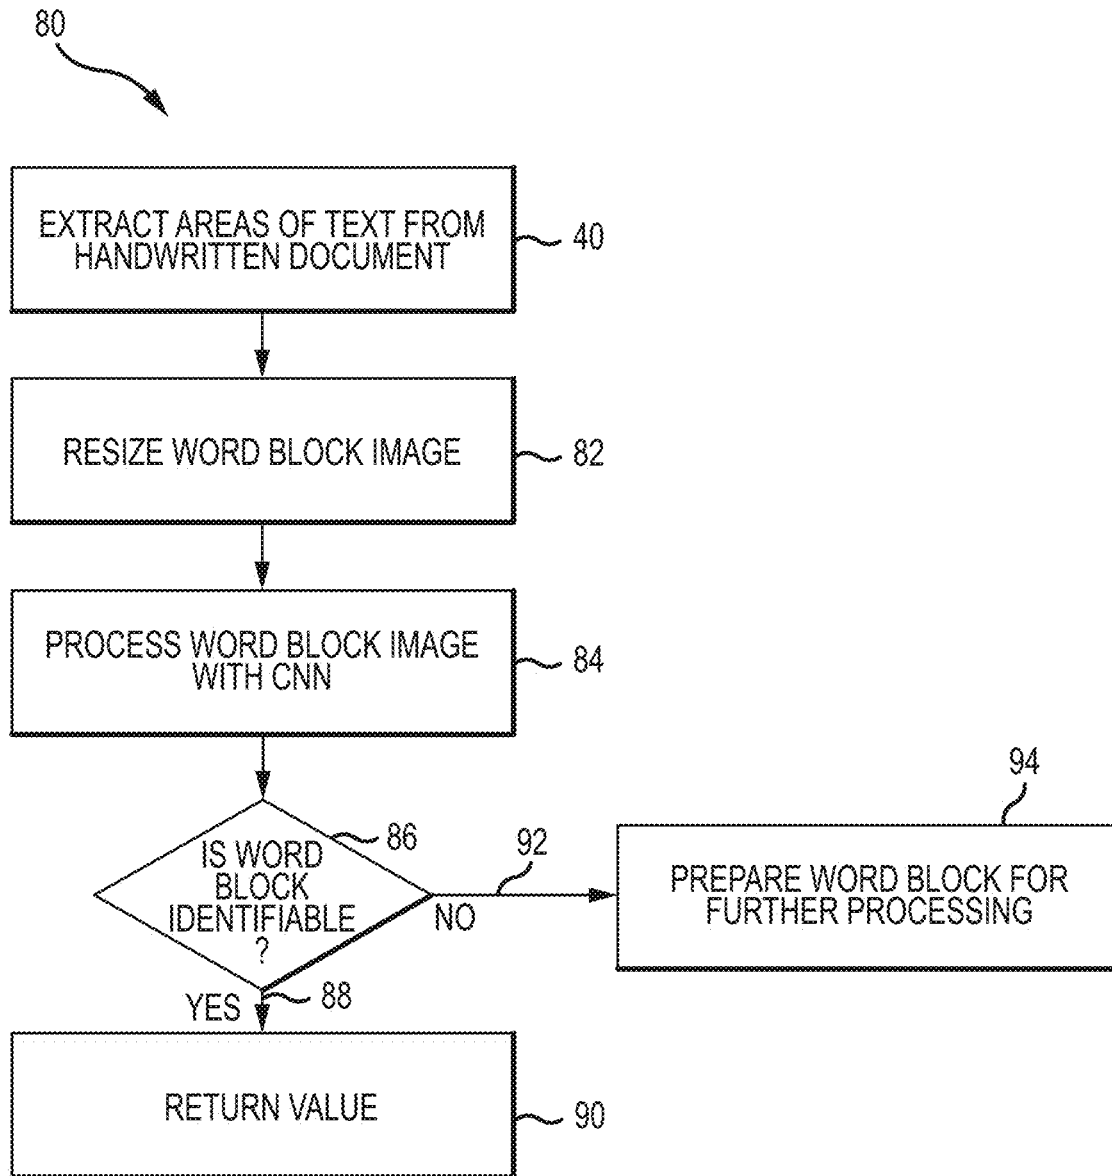 80
EXTRACT AREAS OF TEXT FROM
HANDWRITTEN DOCUMENT
40
RESIZE WORD BLOCK IMAGE
82
PROCESS WORD BLOCK IMAGE
WITH CNN
84
86
IS WORD
BLOCK
IDENTIFIABLE
?
92
NO
94
PREPARE WORD BLOCK FOR
FURTHER PROCESSING
YES
88
RETURN VALUE
90